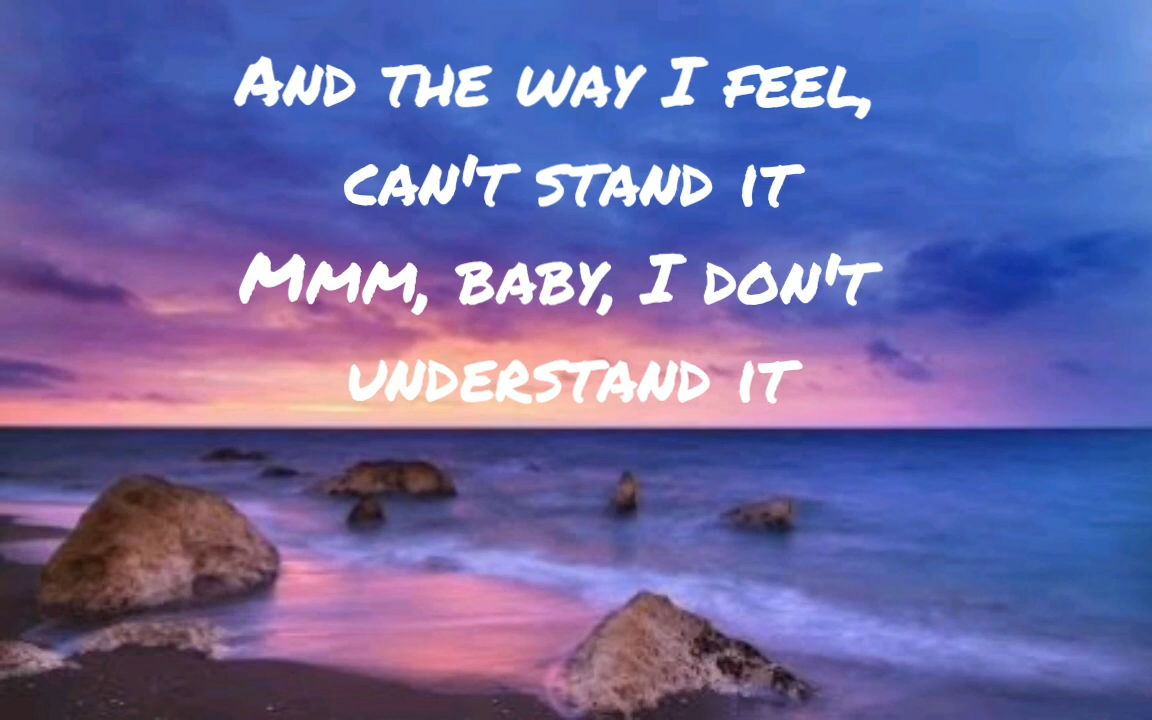 And the way I feel,
can't stand it
Mmm, baby, I don't
understand it